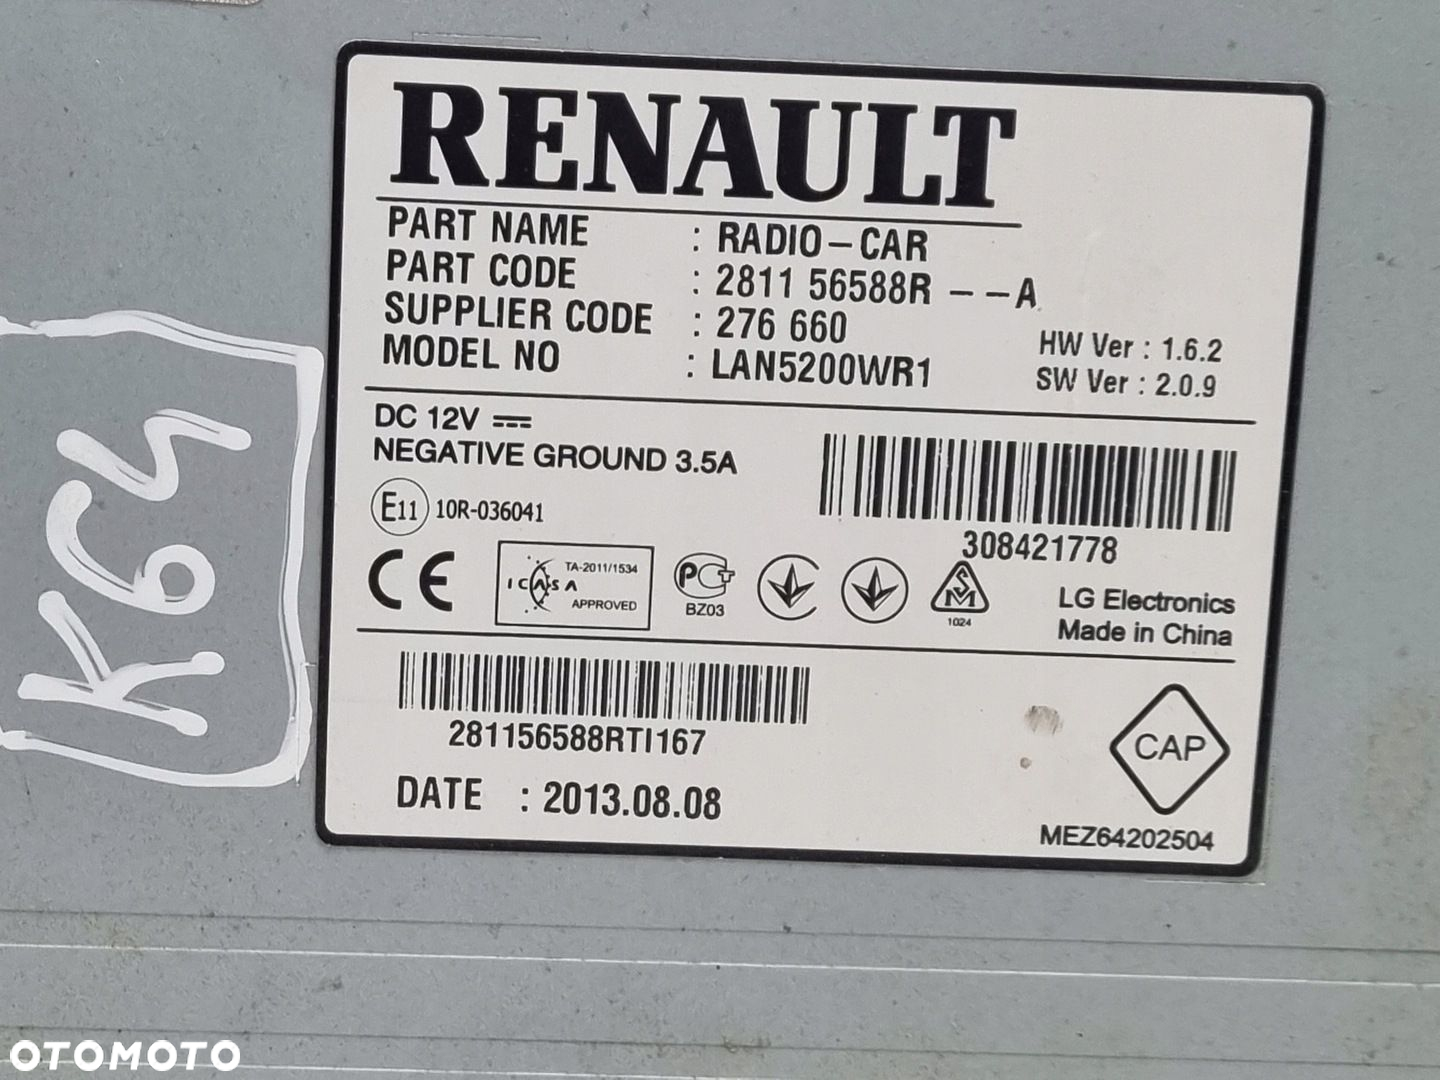 RENAULT
PART NAME : RADIO-CAR
PART CODE : 2811 56588R - -A
SUPPLIER CODE : 276 660
MODEL NO : LAN5200WR1
HW Ver : 1.6.2
SW Ver : 2.0.9
DC 12V
NEGATIVE GROUND 3.5A
E11 10R-036041
308421778
CE
ICASA
TA-2011/1534
APPROVED
PCT
BZ03
SM
1024
LG Electronics
Made in China
281156588RTI167
DATE : 2013.08.08
CAP
MEZ64202504
K64
OTOMOTO